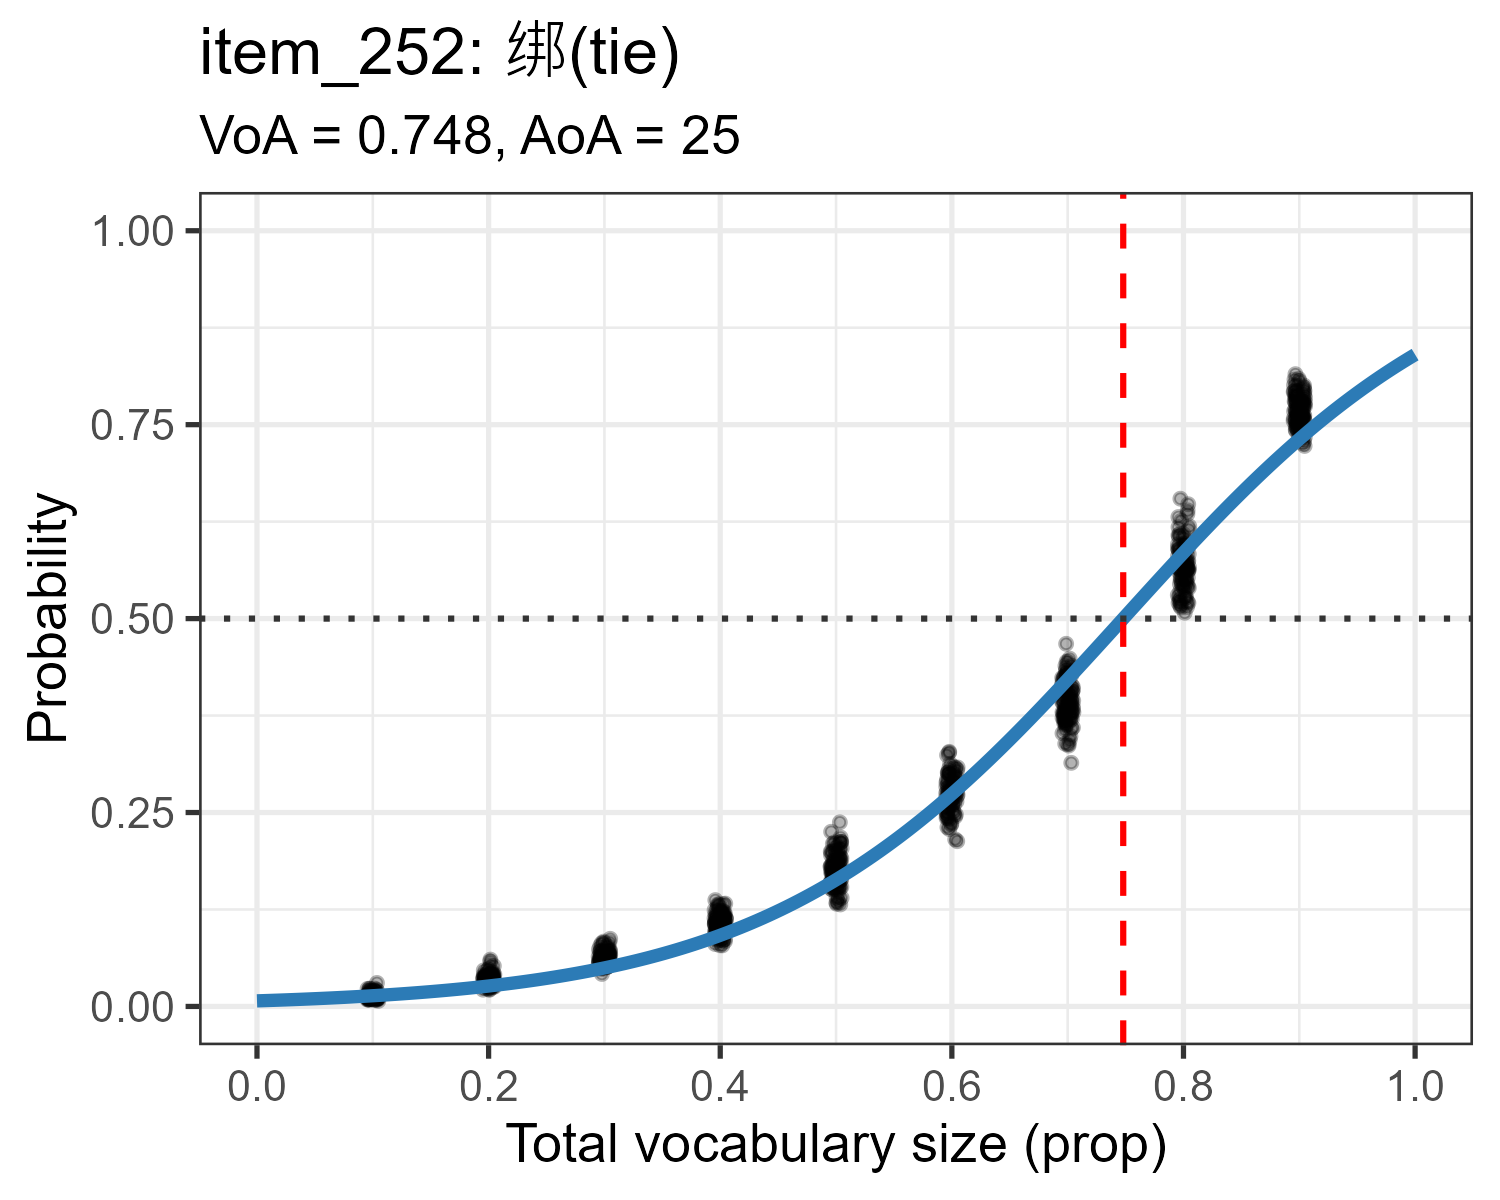 item_252: 绑(tie)
VoA = 0.748, AoA = 25
1.00
0.75
0.50
0.25
0.00
Probability
0.0 0.2 0.4 0.6 0.8 1.0
Total vocabulary size (prop)